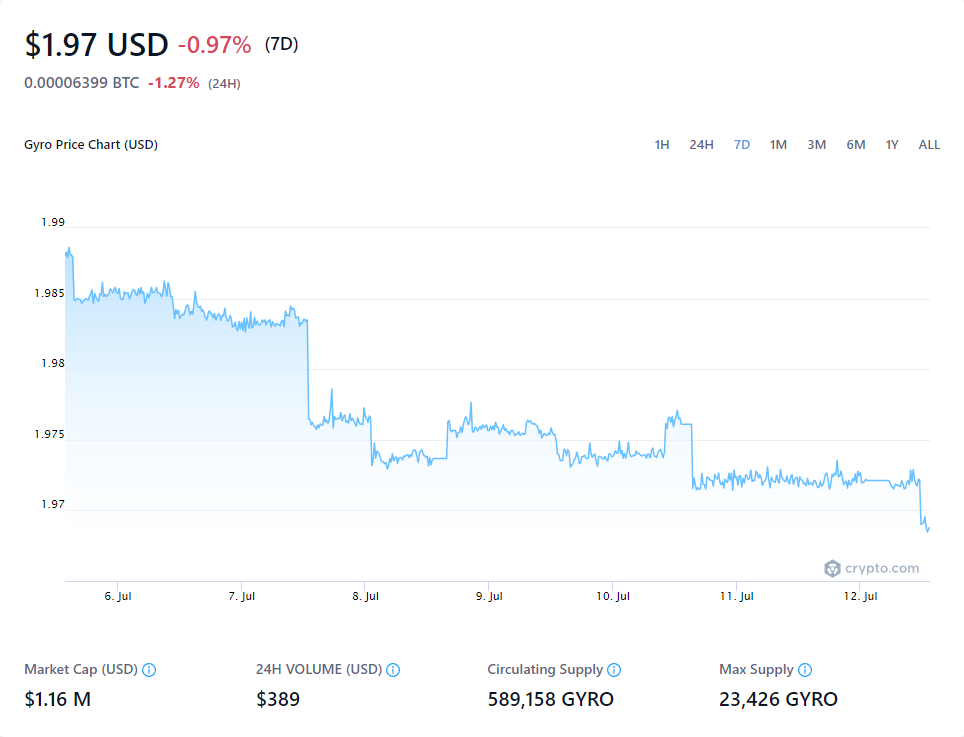 $1.97 USD -0.97% (7D)
0.00006399 BTC -1.27% (24H)
Gyro Price Chart (USD) 1H 24H 7D 1M 3M 6M 1Y ALL
1.99
1.985
1.98
1.975
1.97
crypto.com
6. Jul 7. Jul 8. Jul 9. Jul 10. Jul 11. Jul 12. Jul
Market Cap (USD) 24H VOLUME (USD) Circulating Supply Max Supply
$1.16 M $389 589,158 GYRO 23,426 GYRO